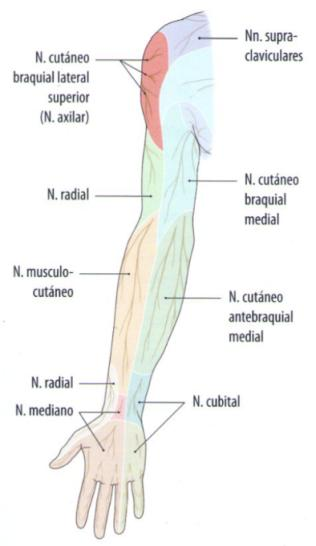 N. cutáneo
braquial lateral
superior
(N. axilar)
Nn. supra-
claviculares
N. radial
N. cutáneo
braquial
medial
N. musculo-
cutáneo
N. cutáneo
antebraquial
medial
N. radial
N. mediano
N. cubital